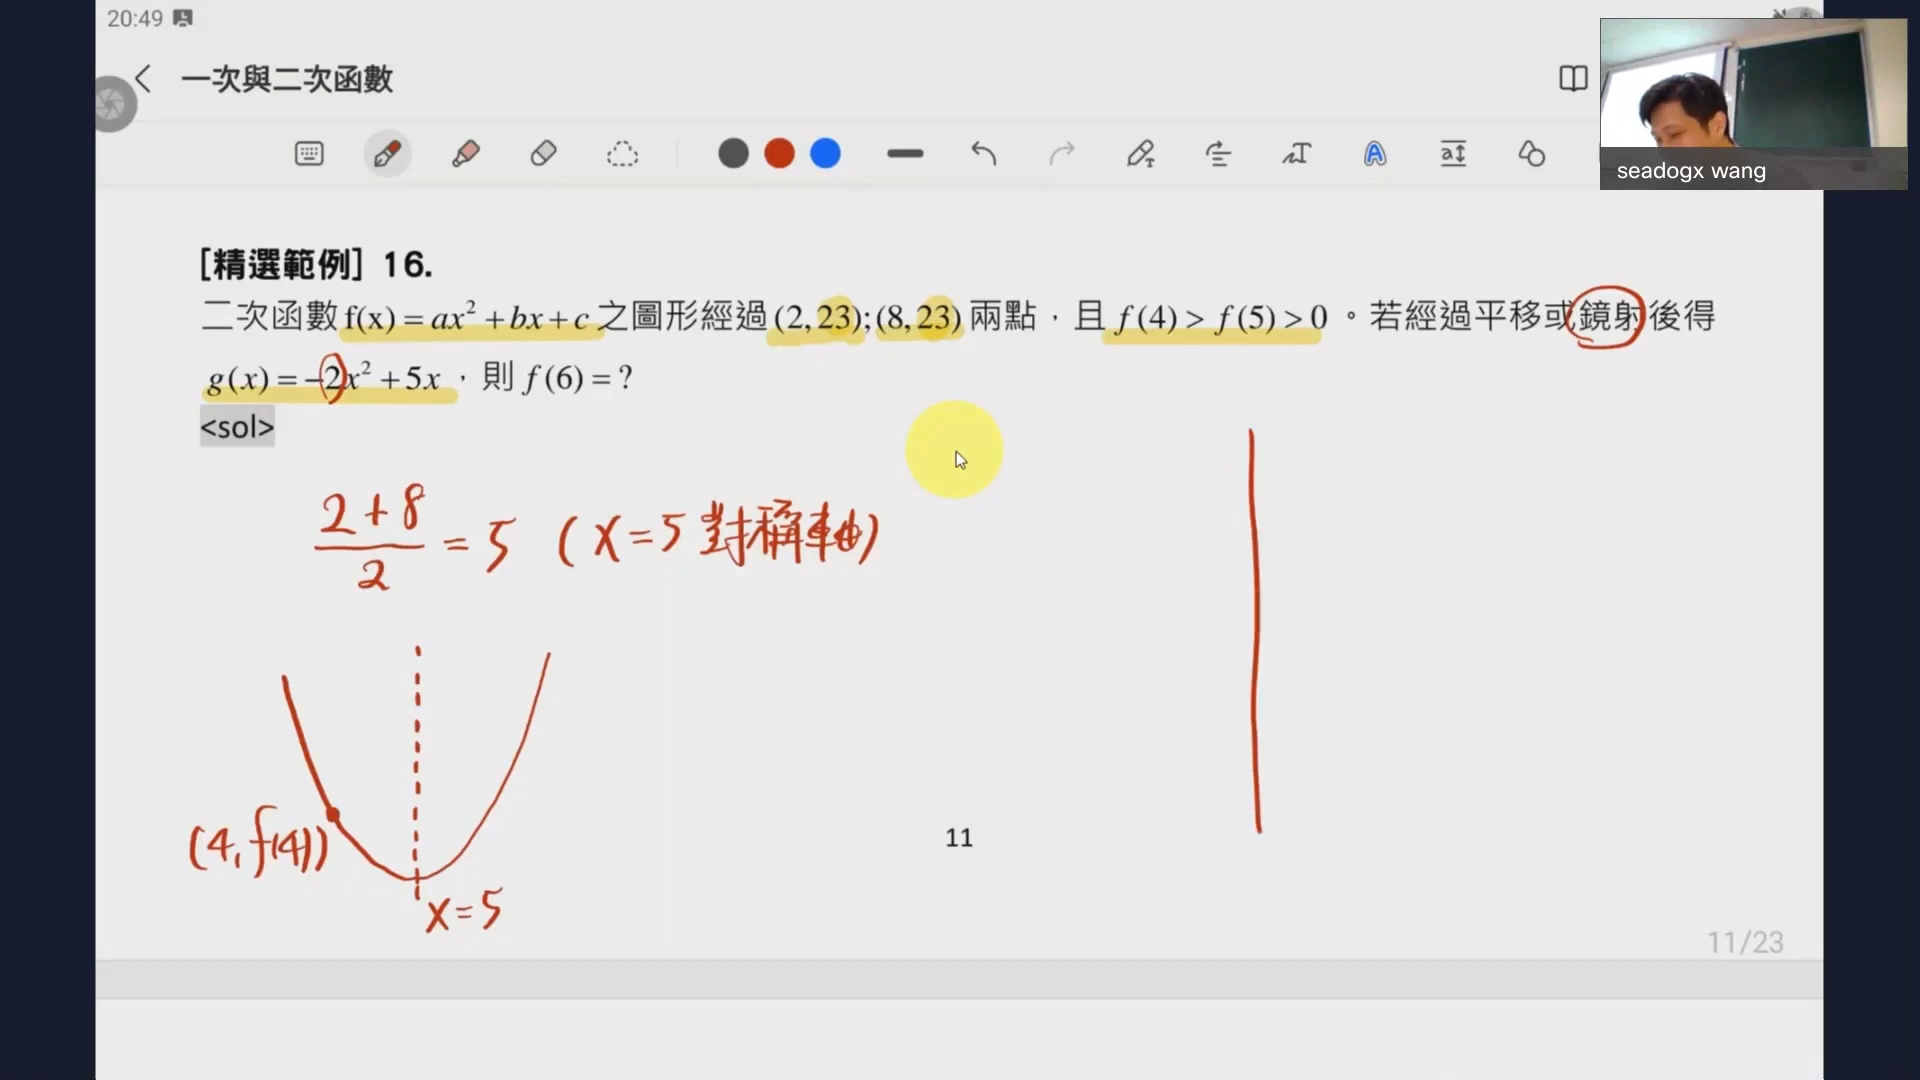 20:49
一次與二次函數
seadogx wang
[精選範例] 16.
二次函數 f(x) = ax² + bx + c 之圖形經過 (2, 23); (8, 23) 兩點，且 f(4) > f(5) > 0。若經過平移或鏡射後得
g(x) = −2x² + 5x，則 f(6) = ?
<sol>
(2+8)/2 = 5 (x=5 對稱軸)
(4, f(4))
x=5
11
11/23